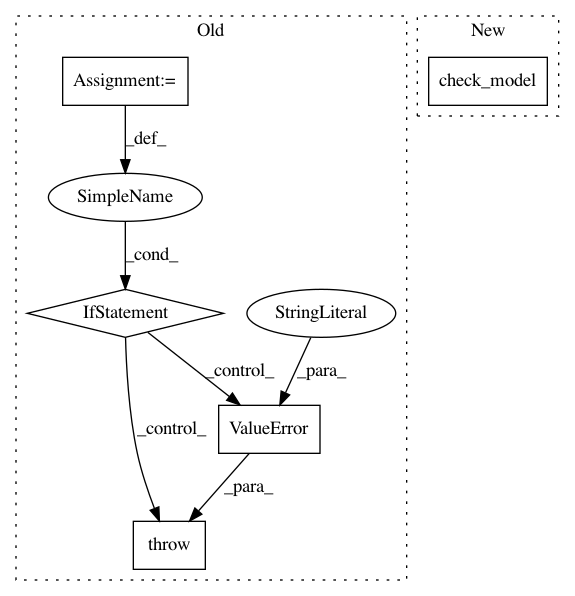 Old
New
Assignment:=
check_model
_def_
SimpleName
_cond_
IfStatement
StringLiteral
_control_
_para_
_control_
ValueError
_para_
throw